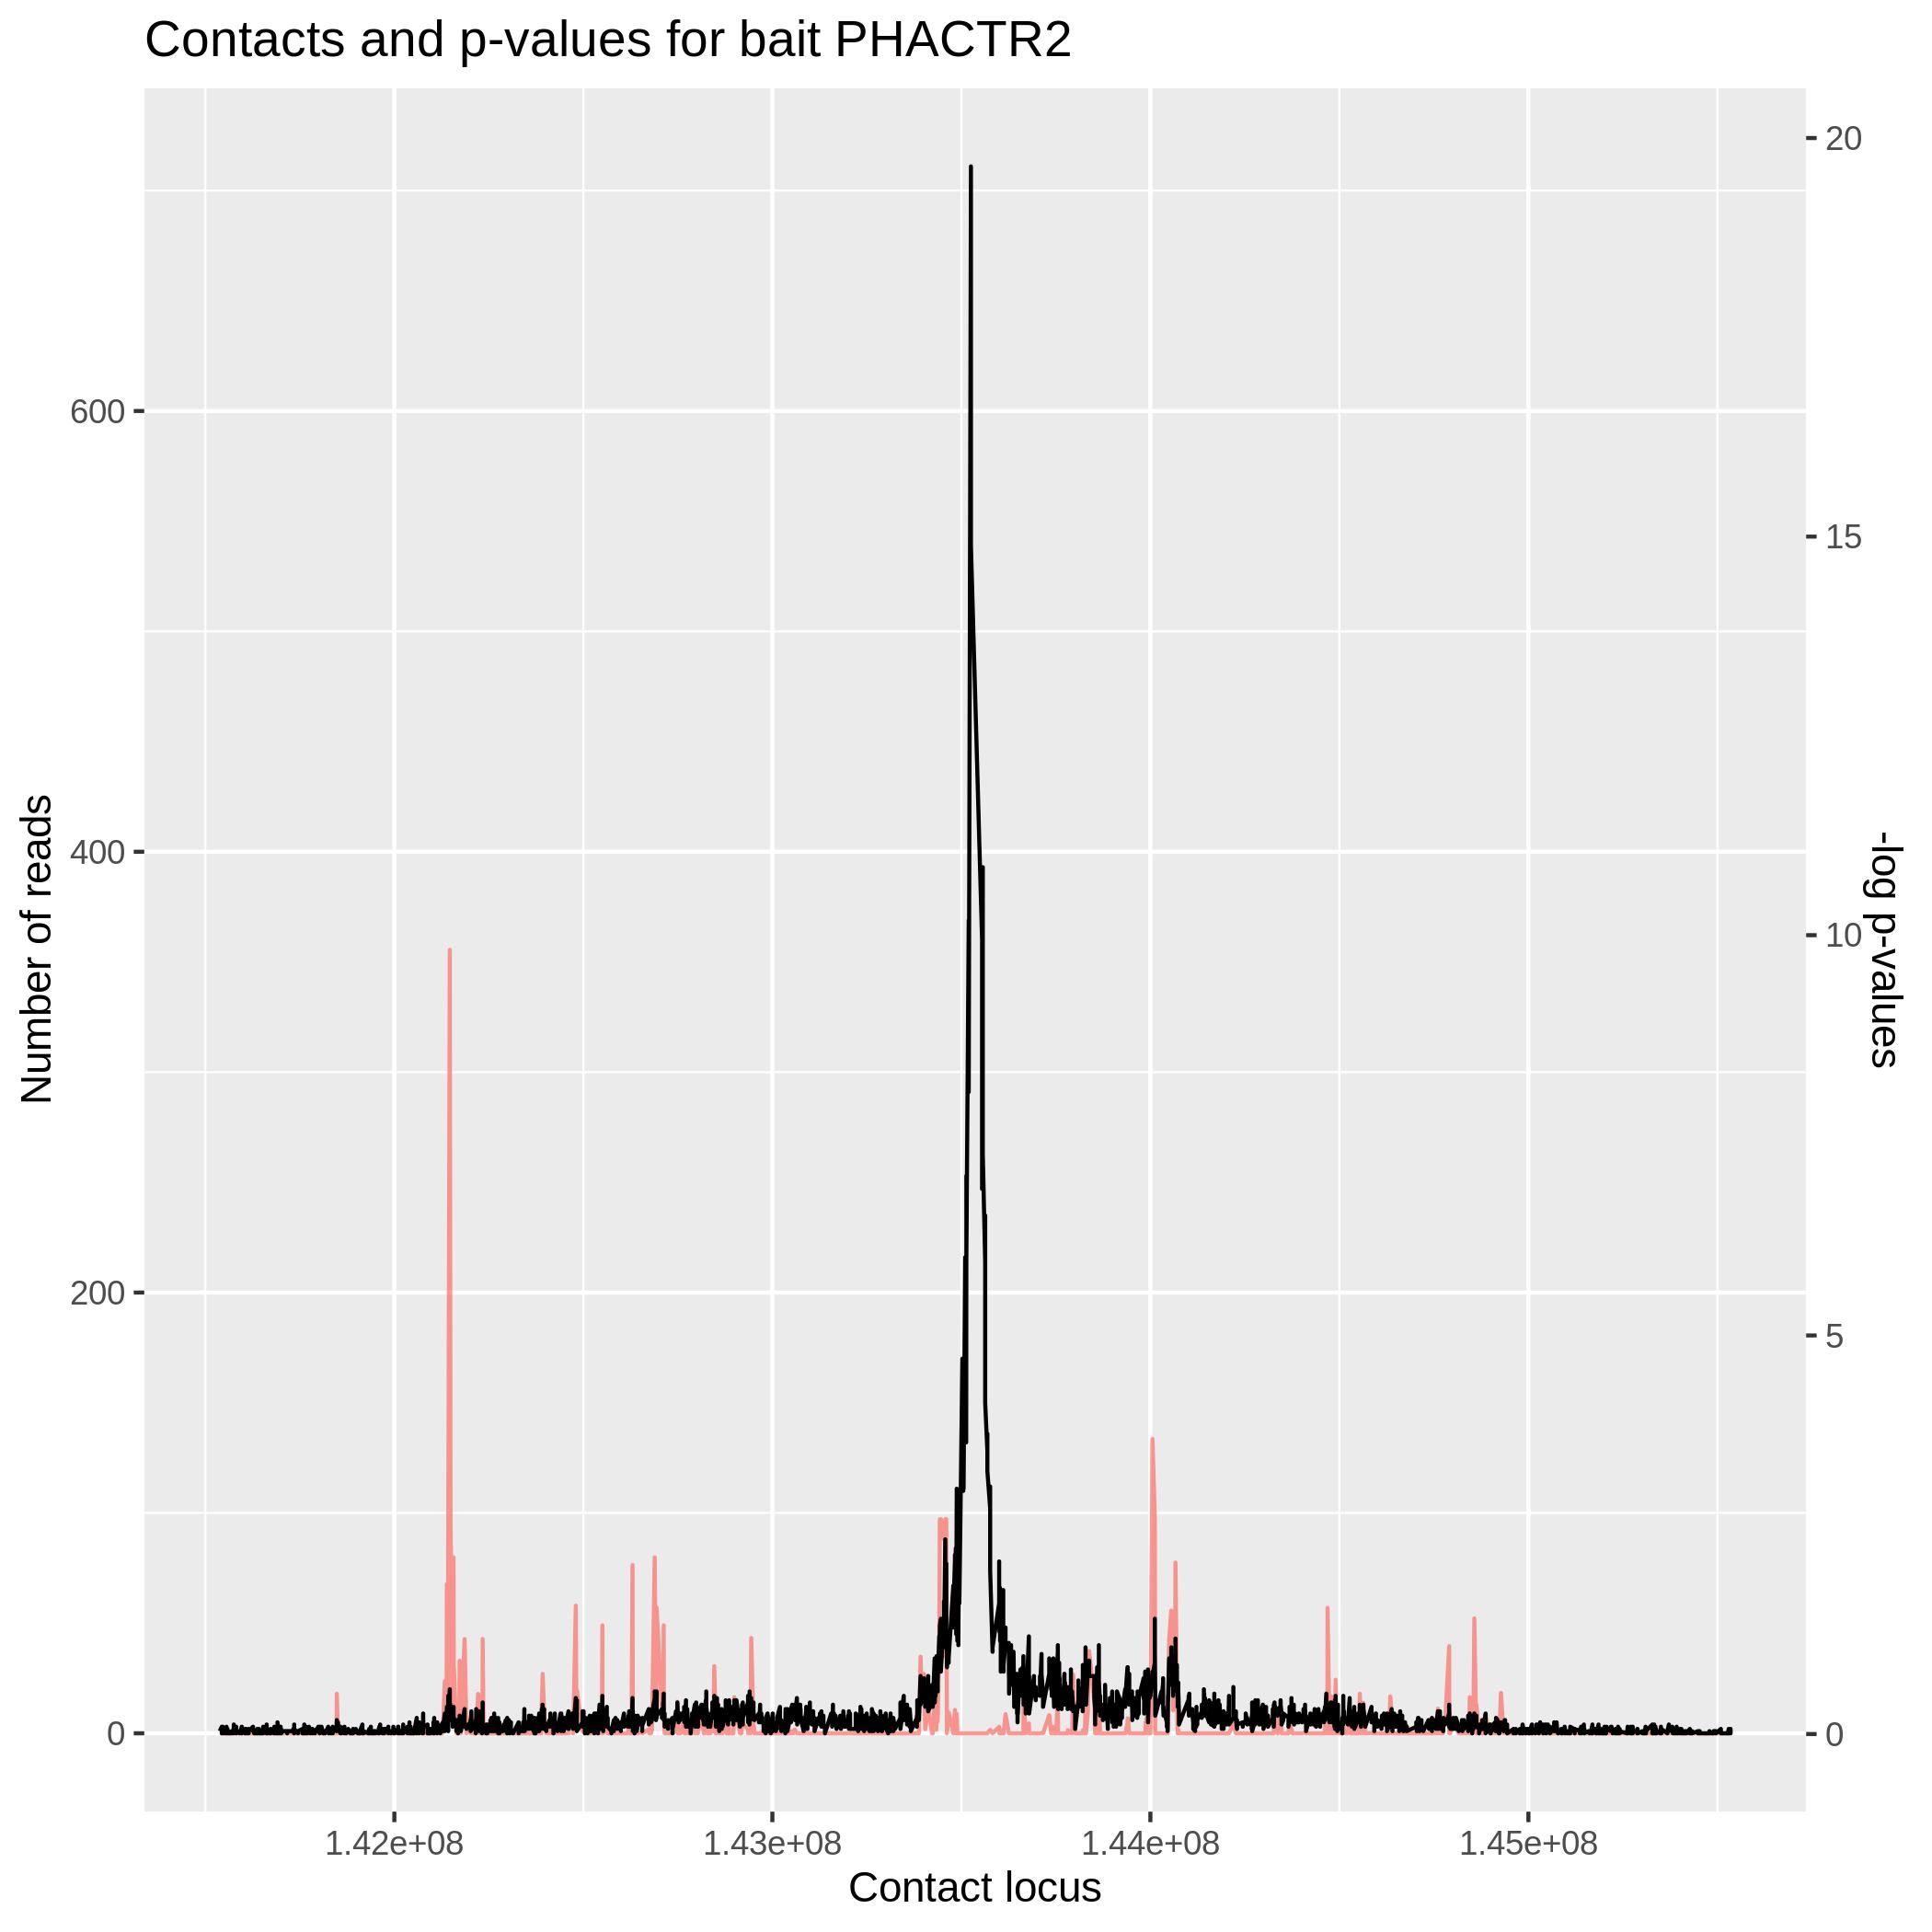 Contacts and p-values for bait PHACTR2
Number of reads
600
400
200
0
20
15
10
5
0
-log p-values
1.42e+08
1.43e+08
1.44e+08
1.45e+08
Contact locus